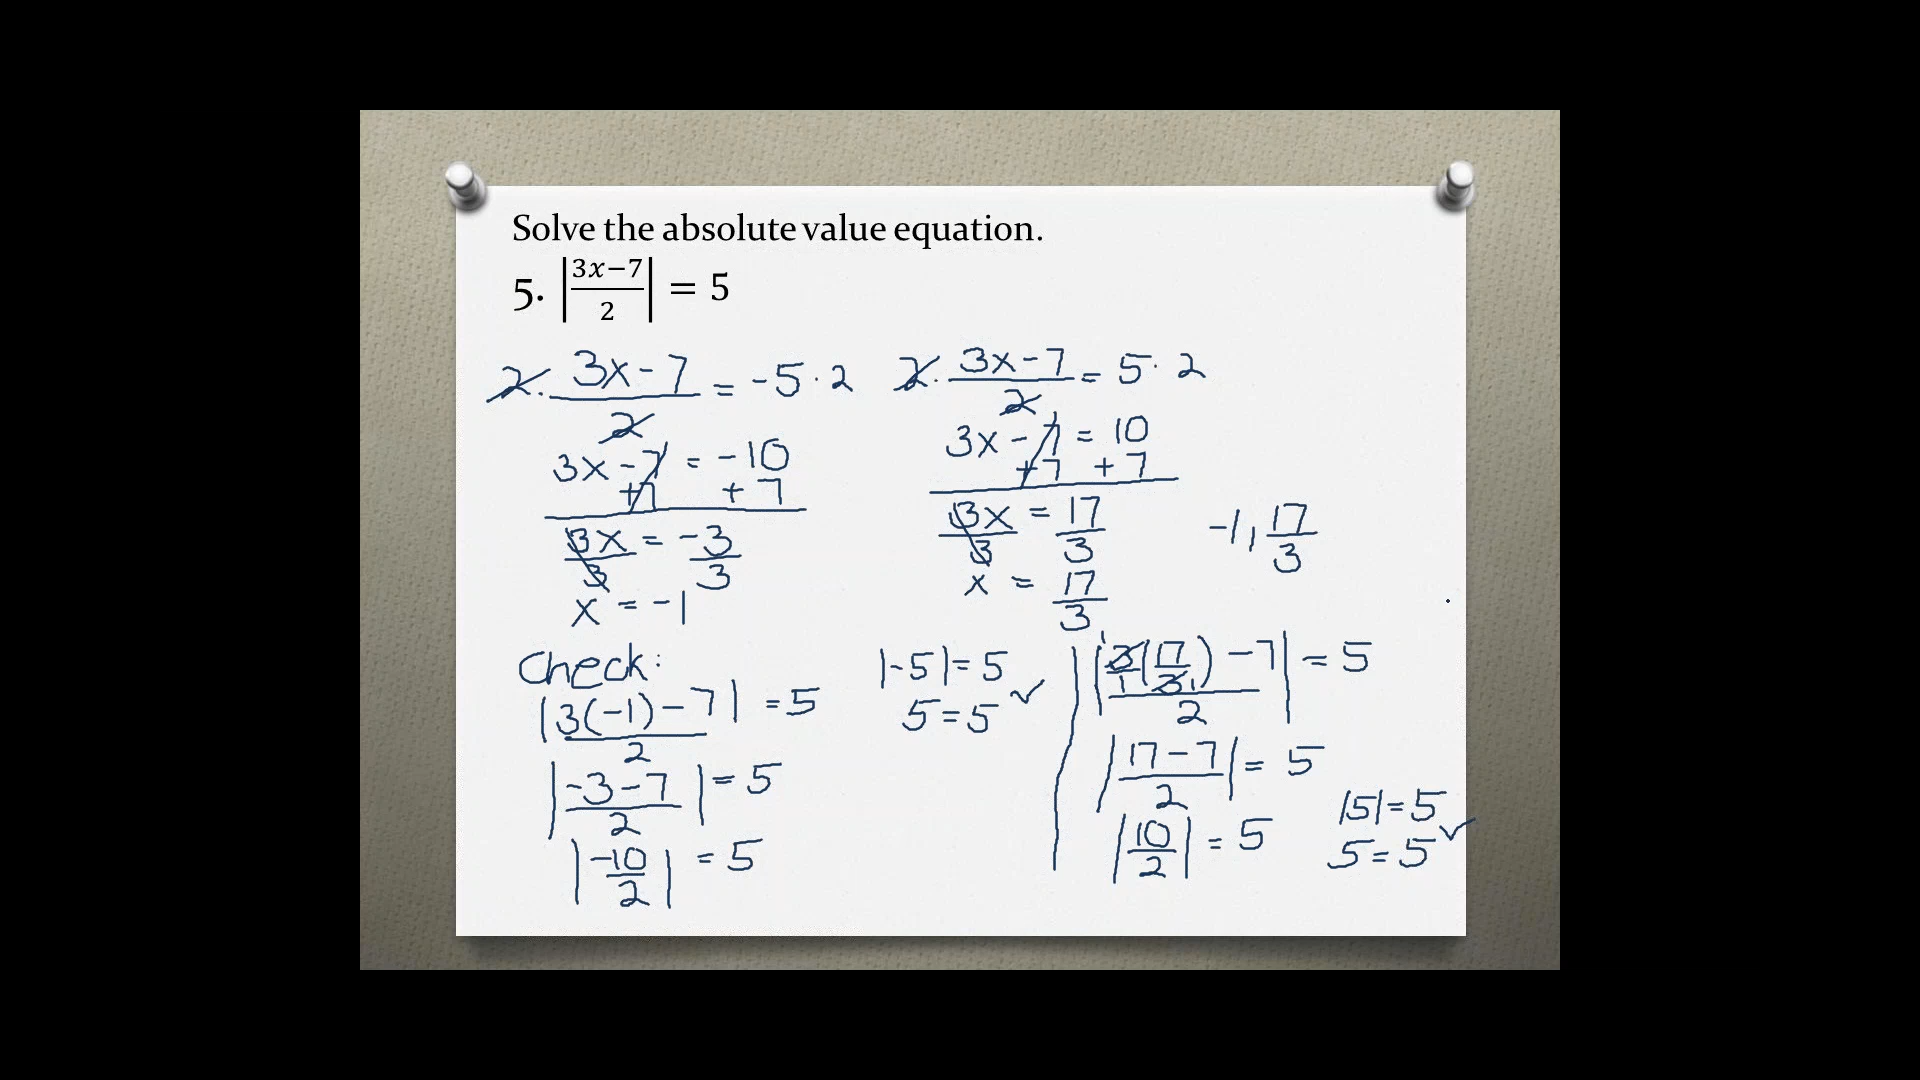 Solve the absolute value equation.
5. |(3x−7)/2| = 5
2 · (3x - 7)/2 = -5 · 2
3x - 7 = -10
+7 +7
3x/3 = -3/3
x = -1
2 · (3x - 7)/2 = 5 · 2
3x - 7 = 10
+7 +7
3x/3 = 17/3
x = 17/3
-1, 17/3
Check:
|(3(-1) - 7)/2| = 5
|(-3 - 7)/2| = 5
|-10/2| = 5
|-5| = 5
5 = 5 ✓
|(3/1(17/3) - 7)/2| = 5
|(17 - 7)/2| = 5
|10/2| = 5
|5| = 5
5 = 5 ✓